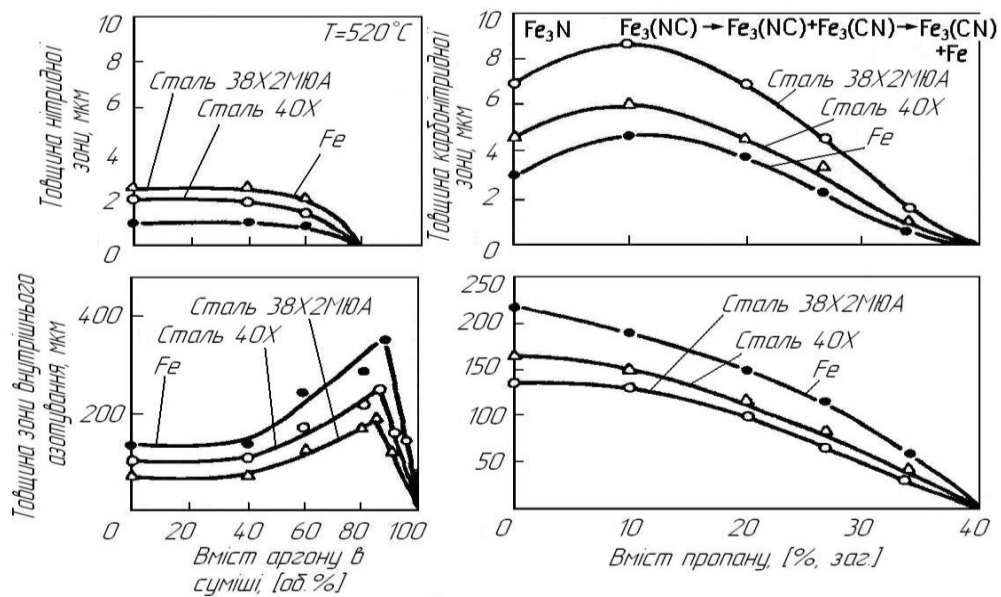 Товщина нітридної
зони, мкм
10
8
6
4
2
0
T=520°C
Сталь 38Х2МЮА
Сталь 40Х
Fe
Товщина карбонітридної
зони, мкм
10
8
6
4
2
0
Fe₃N Fe₃(NC) → Fe₃(NC)+Fe₃(CN) → Fe₃(CN)
+Fe
Сталь 38Х2МЮА
Сталь 40Х
Fe
Товщина зони внутрішнього
азотування, мкм
400
200
Сталь 38Х2МЮА
Сталь 40Х
Fe
0 20 40 60 80 100
Вміст аргону в
суміші, [об.%]
250
200
150
100
50
Сталь 38Х2МЮА
Сталь 40Х
Fe
0 10 20 30 40
Вміст пропану, [%, заг.]